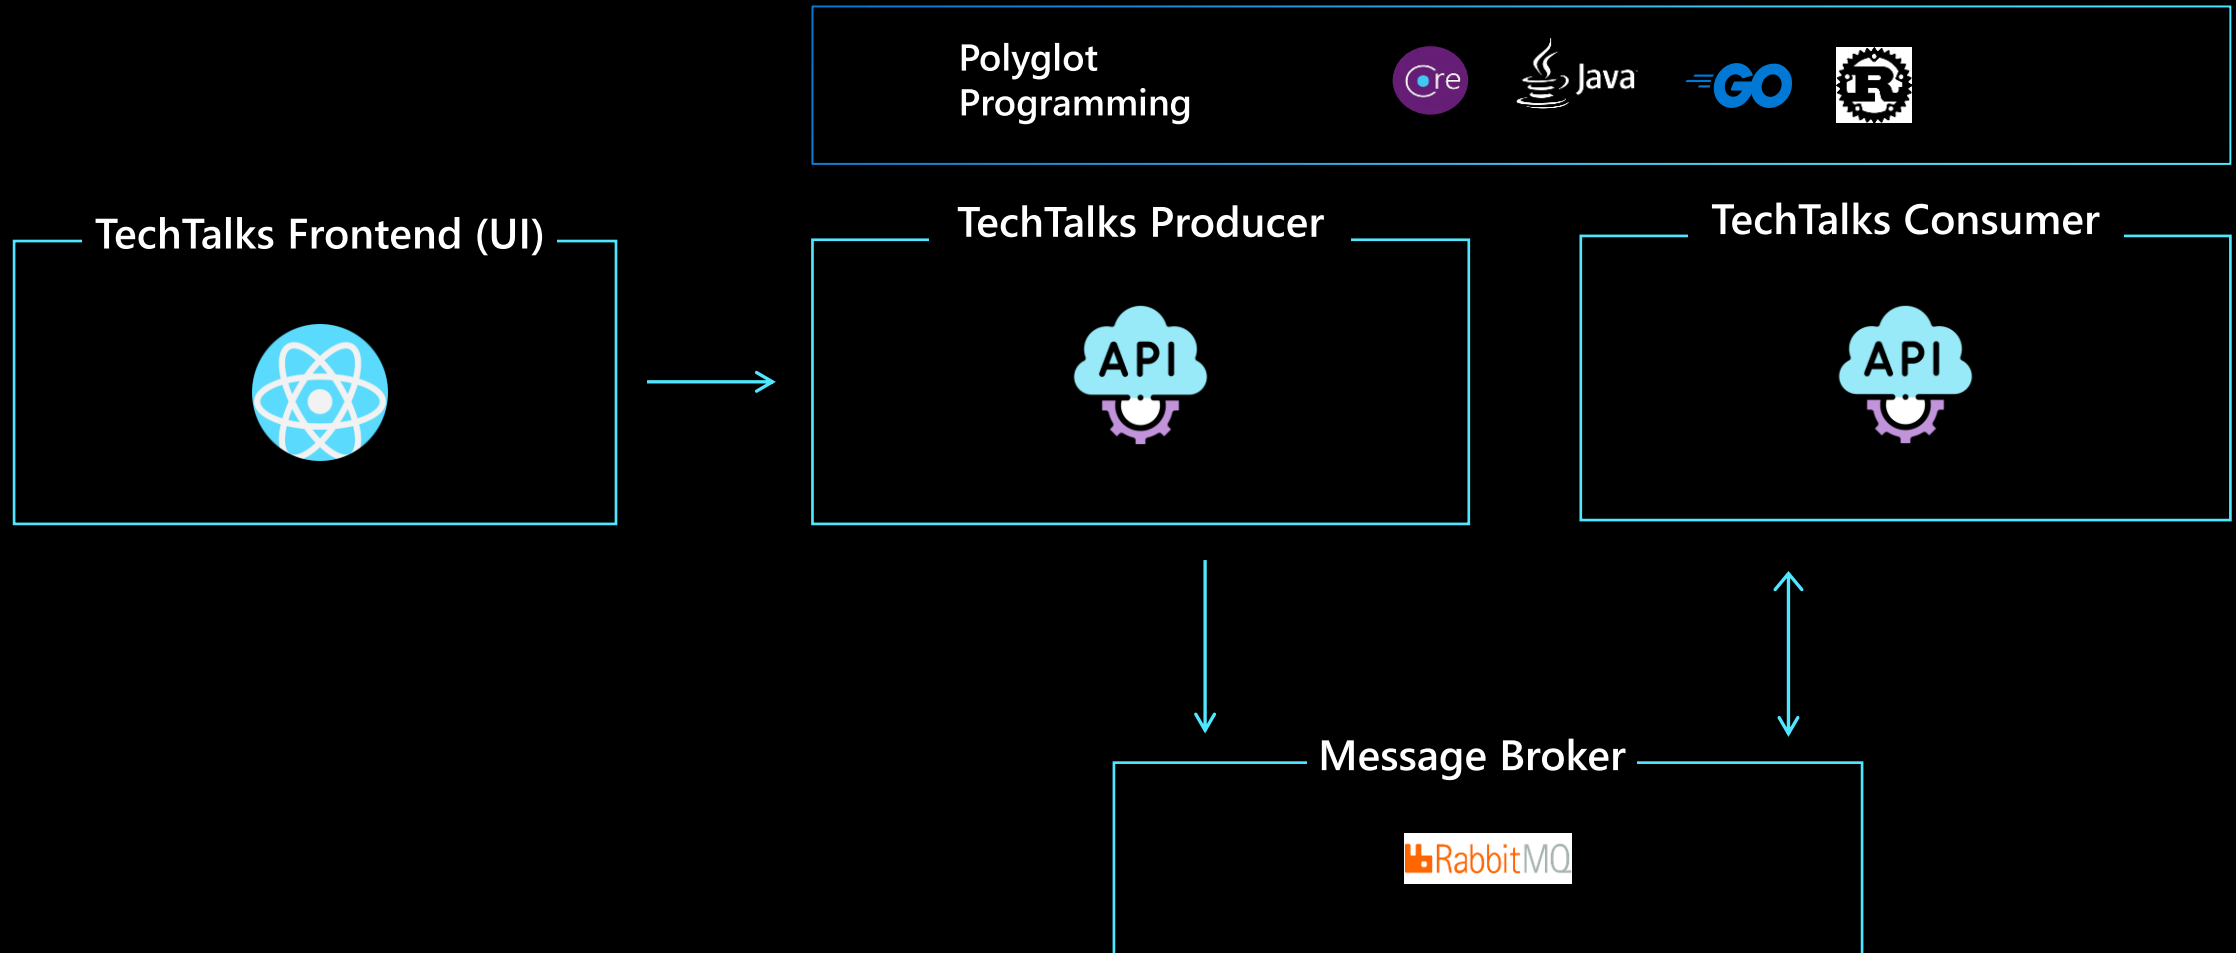 Polyglot
Programming
Core
Java
GO
R
TechTalks Frontend (UI)
TechTalks Producer
TechTalks Consumer
API
API
Message Broker
RabbitMQ